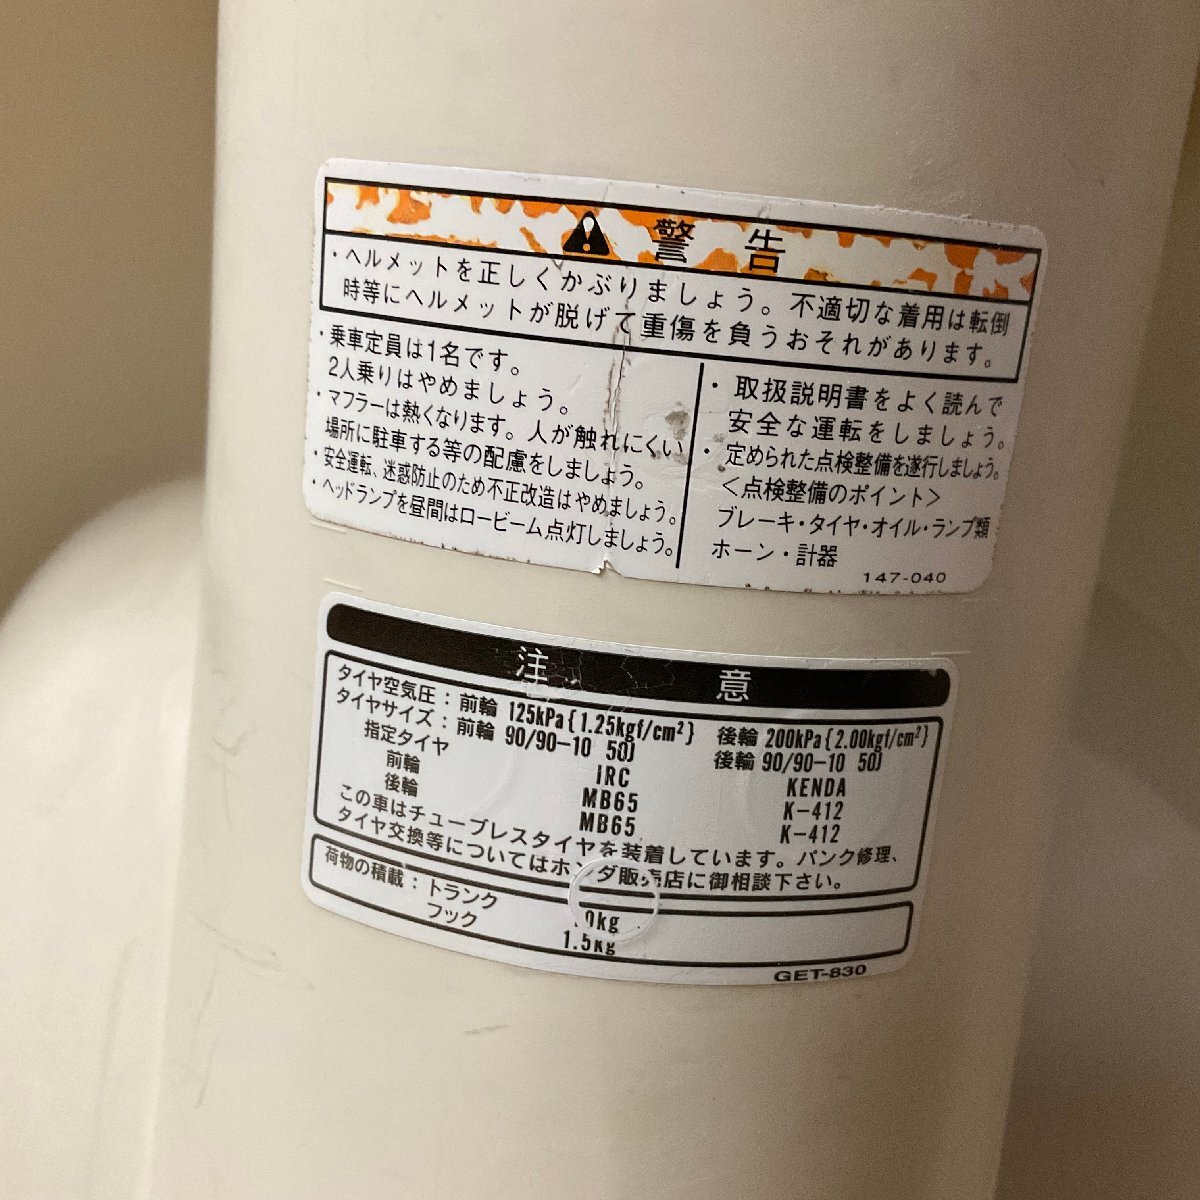 警告
・ヘルメットを正しくかぶりましょう。不適切な着用は転倒
時等にヘルメットが脱げて重傷を負うおそれがあります。
・乗車定員は1名です。
2人乗りはやめましょう。
・マフラーは熱くなります。人が触れにくい
場所に駐車する等の配慮をしましょう。
・安全運転、迷惑防止のため不正改造はやめましょう。
・ヘッドランプを昼間はロービーム点灯しましょう。
・取扱説明書をよく読んで
安全な運転をしましょう。
・定められた点検整備を遂行しましょう。
<点検整備のポイント>
ブレーキ・タイヤ・オイル・ランプ類
ホーン・計器
147-040
注意
タイヤ空気圧：前輪 125kPa{1.25kgf/cm²} 後輪 200kPa{2.00kgf/cm²}
タイヤサイズ：前輪 90/90-10 50J 後輪 90/90-10 50J
指定タイヤ IRC KENDA
前輪 MB65 K-412
後輪 MB65 K-412
この車はチューブレスタイヤを装着しています。パンク修理、
タイヤ交換等についてはホンダ販売店に御相談下さい。
荷物の積載：トランク
フック 1.5kg
GET-830